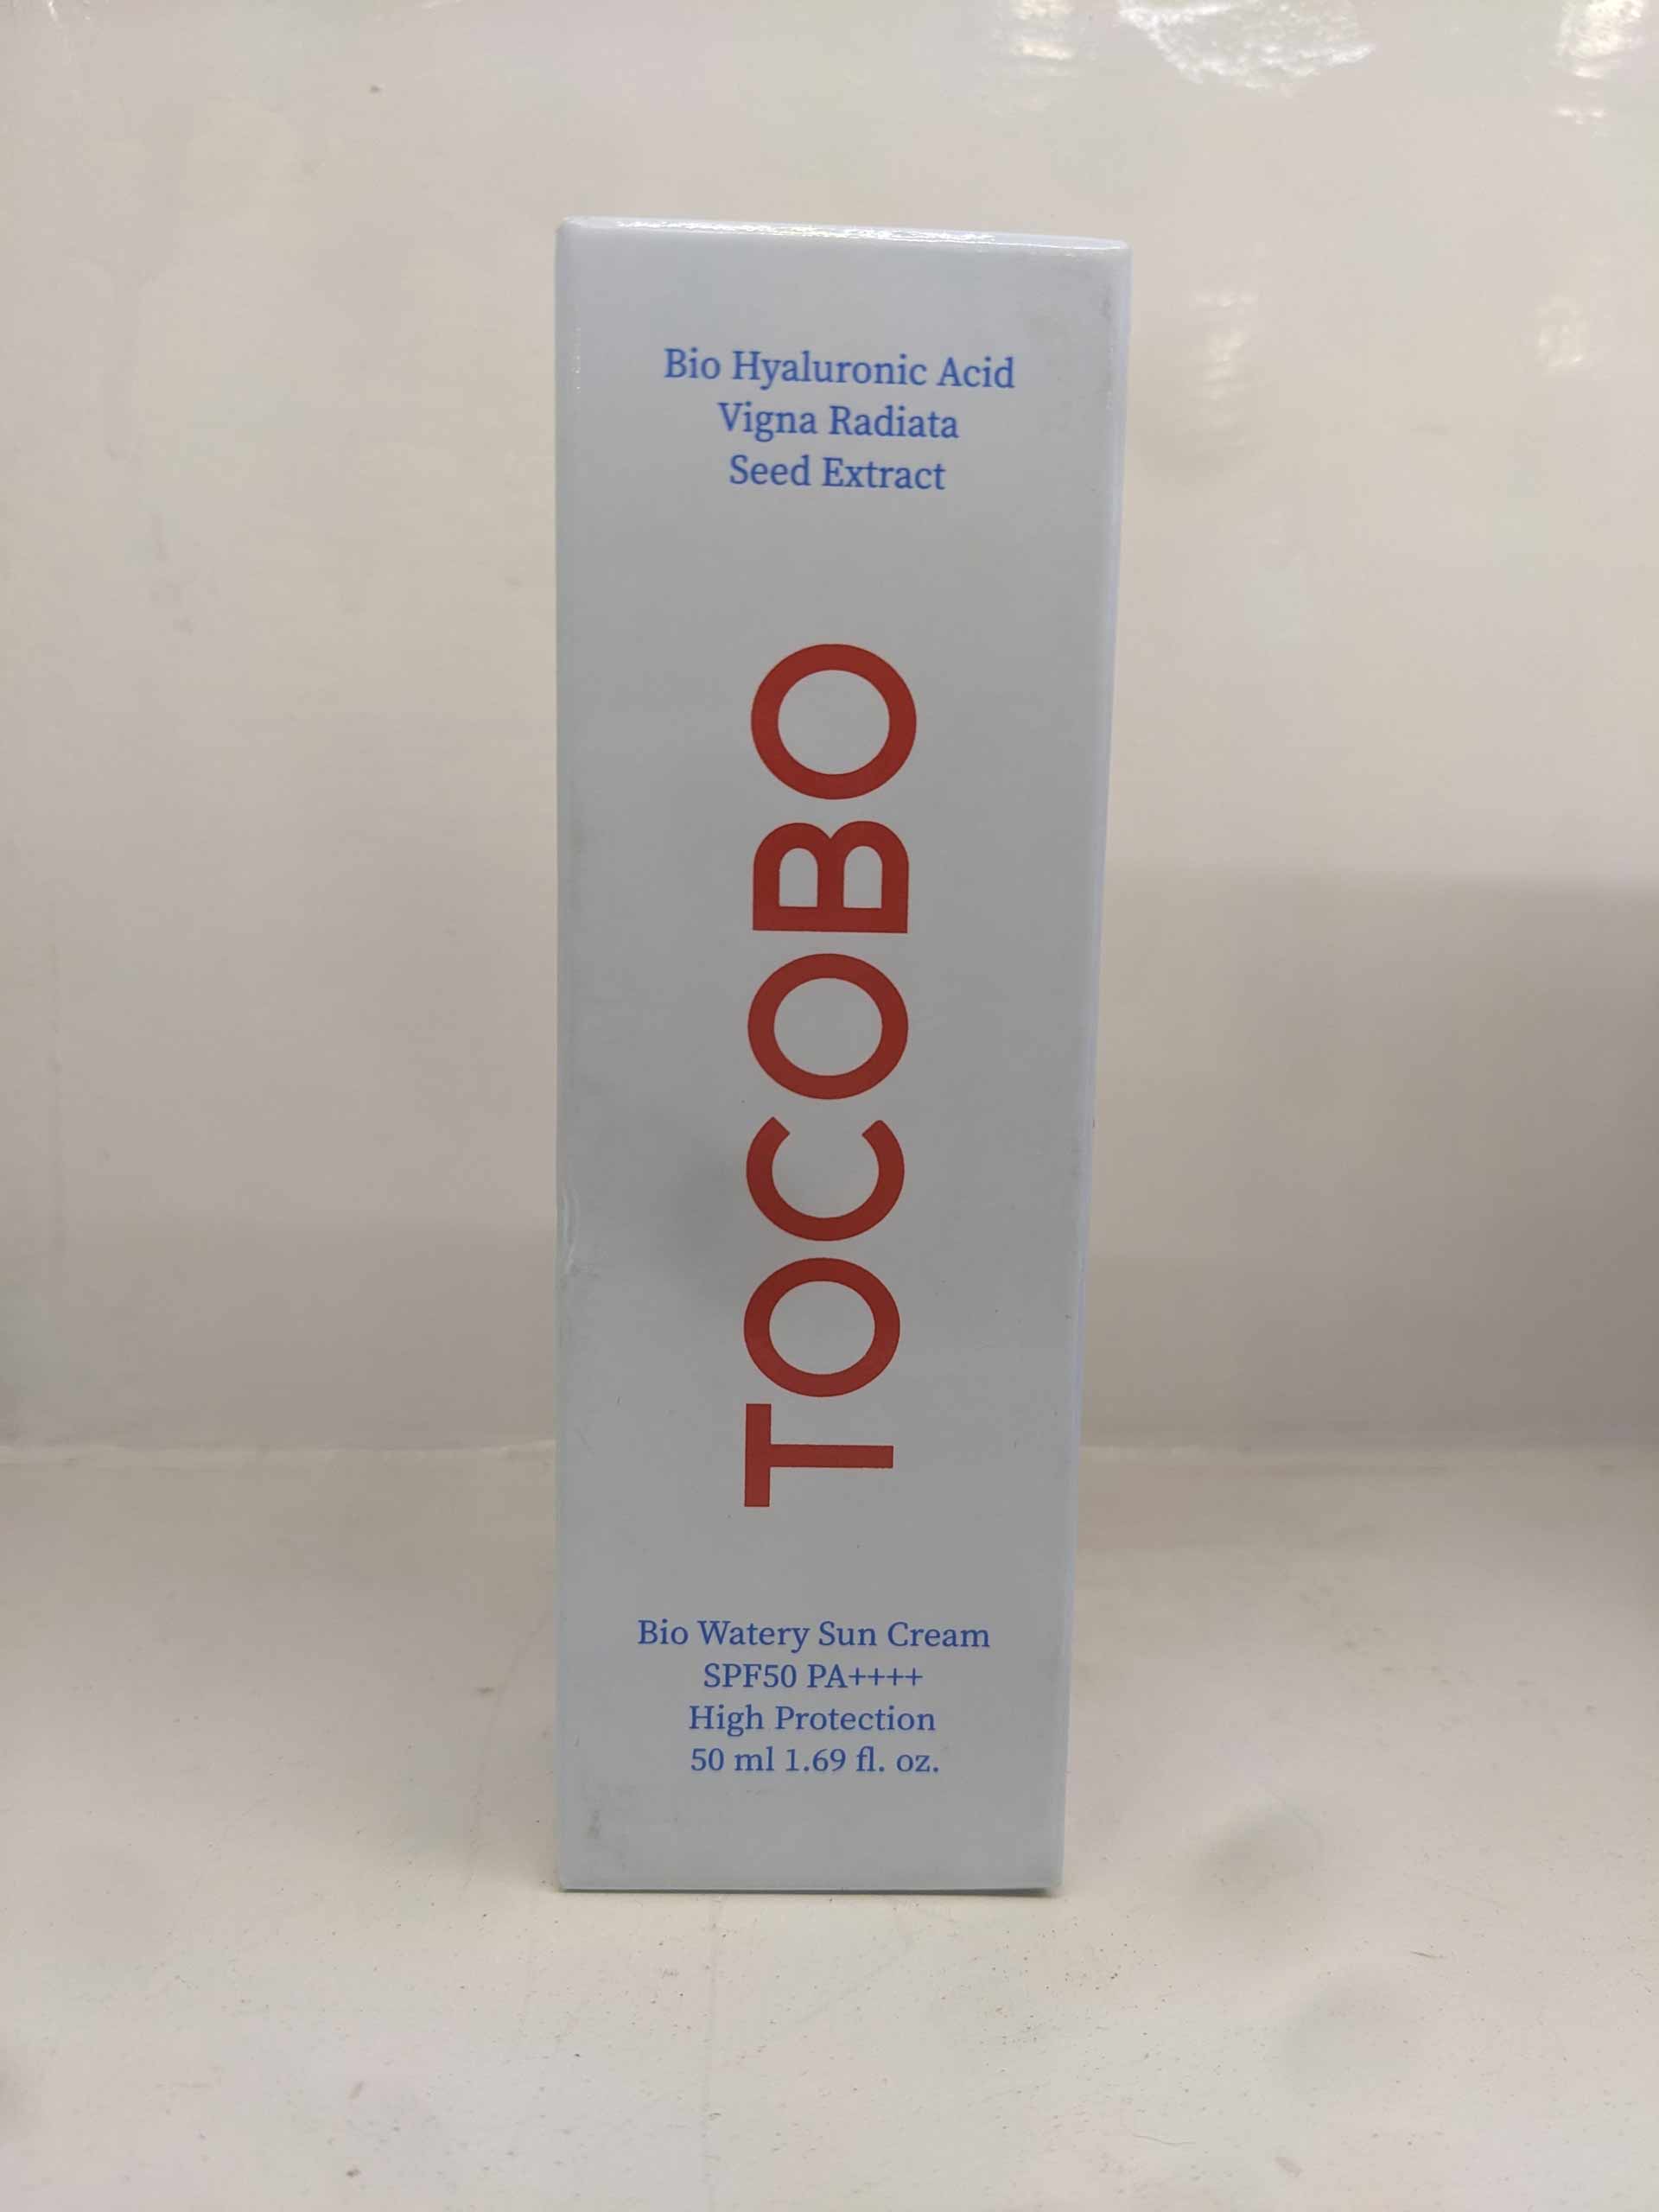 Bio Hyaluronic Acid
Vigna Radiata
Seed Extract
TOCOBO
Bio Watery Sun Cream
SPF50 PA++++
High Protection
50 ml 1.69 fl. oz.